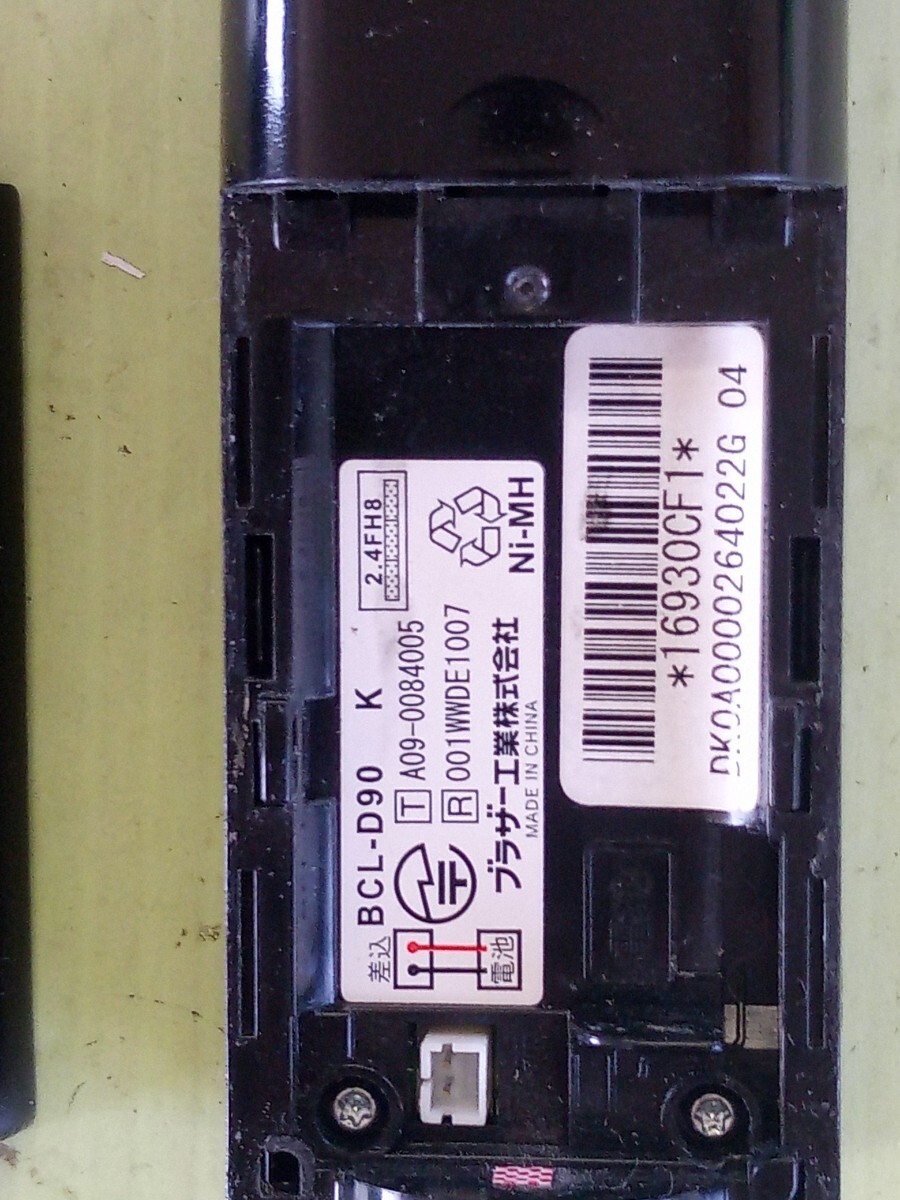 BCL-D90 K
T A09-0084005
R 001WWDE1007
2.4FH8
ブラザー工業株式会社
MADE IN CHINA
Ni-MH
差込
電池
*16930CF1*
DK0A0000264022G 04